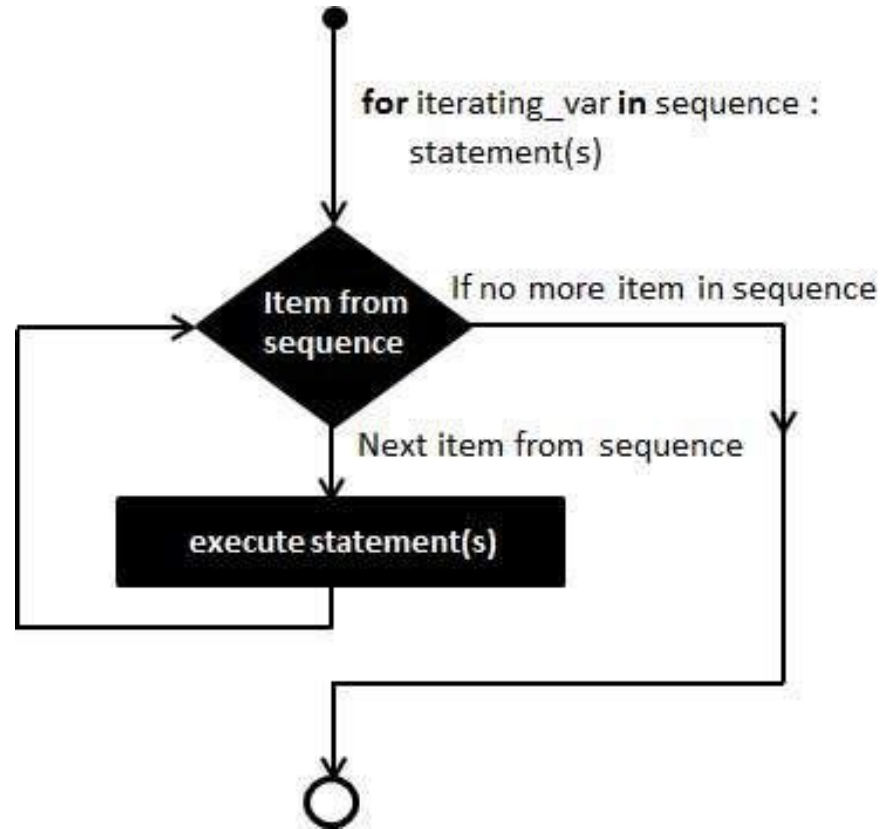 for iterating_var in sequence :
statement(s)
If no more item in sequence
Item from
sequence
Next item from sequence
execute statement(s)